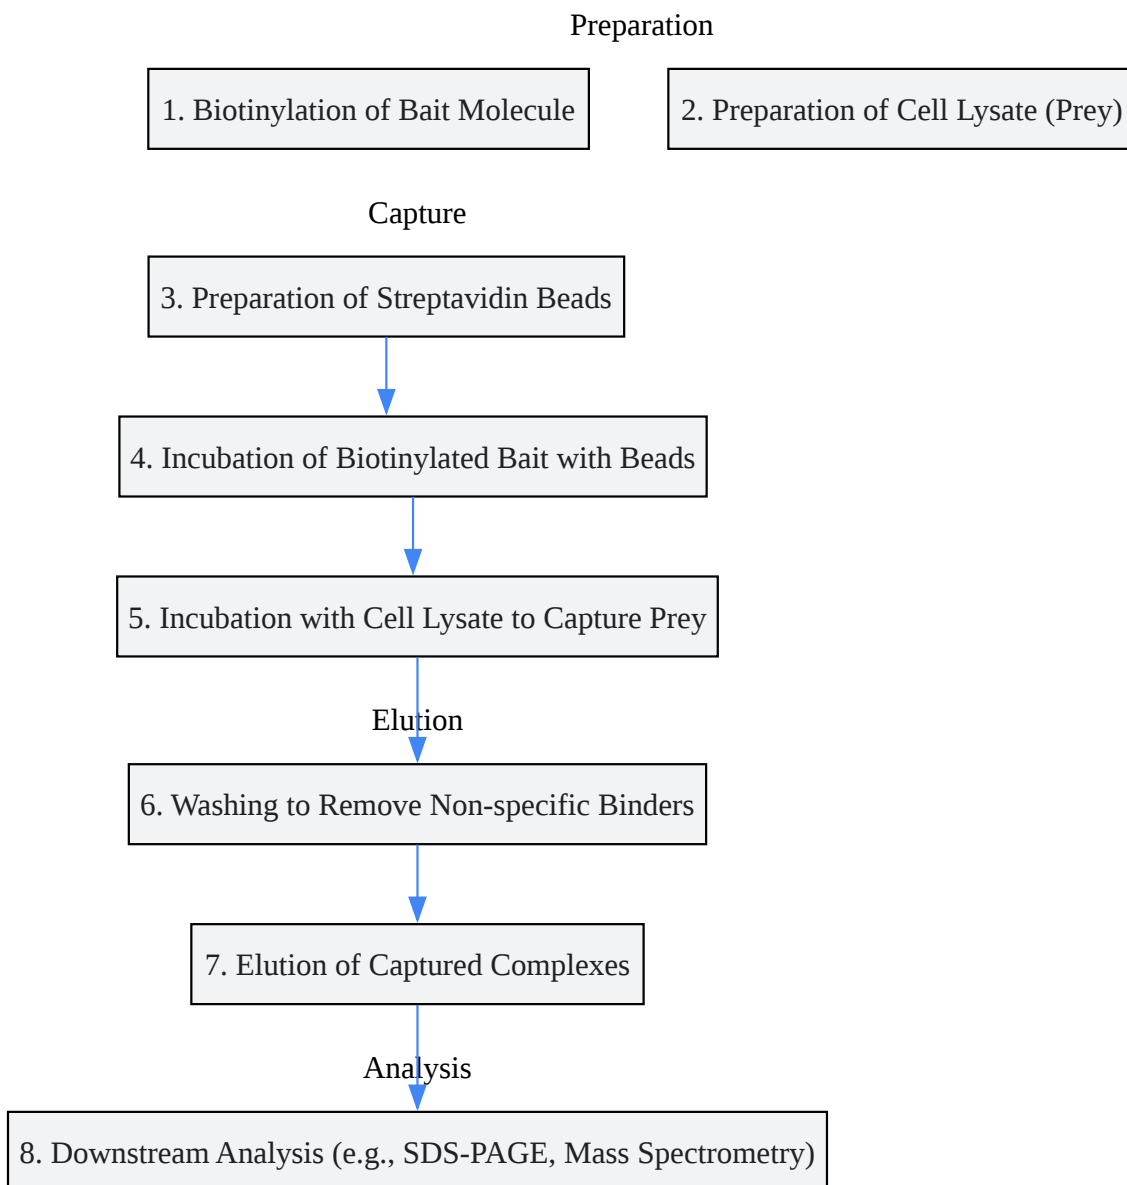 Preparation
1. Biotinylation of Bait Molecule
2. Preparation of Cell Lysate (Prey)
Capture
3. Preparation of Streptavidin Beads
4. Incubation of Biotinylated Bait with Beads
5. Incubation with Cell Lysate to Capture Prey
Elution
6. Washing to Remove Non-specific Binders
7. Elution of Captured Complexes
Analysis
8. Downstream Analysis (e.g., SDS-PAGE, Mass Spectrometry)